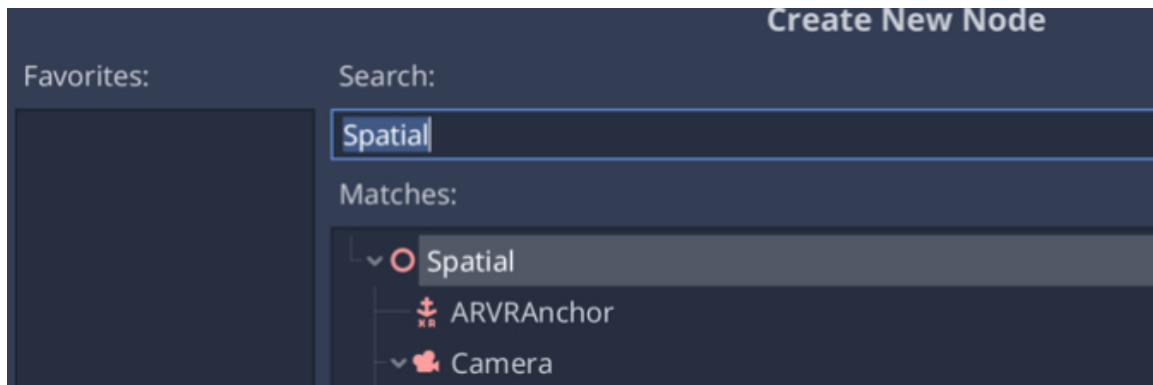 Create New Node
Favorites:
Search:
Spatial
Matches:
Spatial
ARVRAnchor
Camera